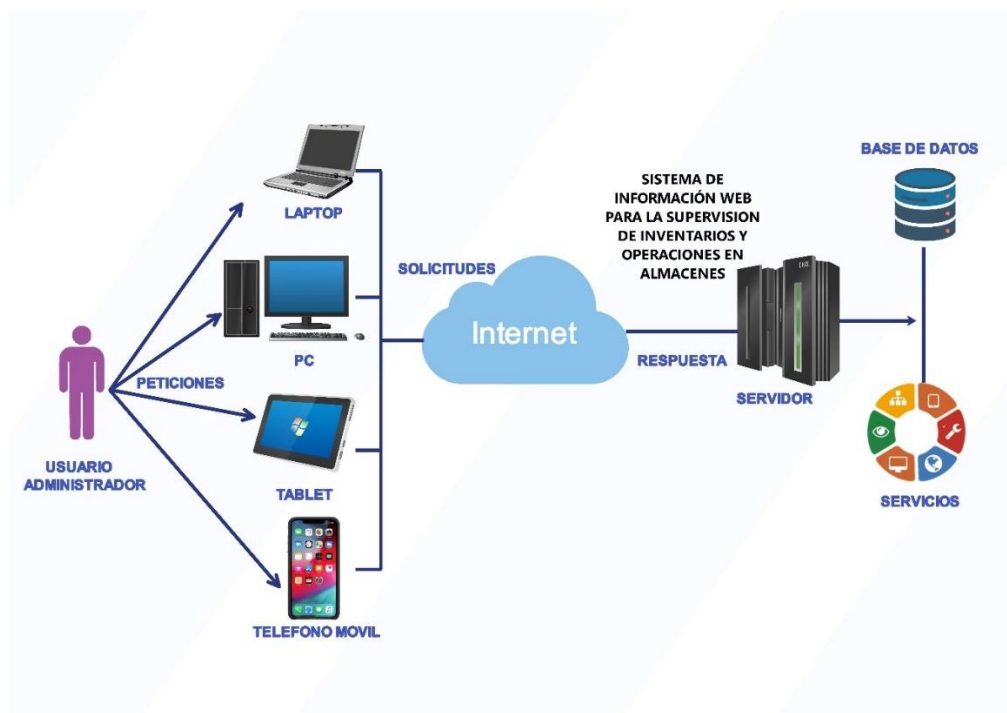 LAPTOP
PC
PETICIONES
USUARIO
ADMINISTRADOR
TABLET
TELEFONO MOVIL
SOLICITUDES
Internet
RESPUESTA
SISTEMA DE
INFORMACIÓN WEB
PARA LA SUPERVISION
DE INVENTARIOS Y
OPERACIONES EN
ALMACENES
SERVIDOR
BASE DE DATOS
SERVICIOS